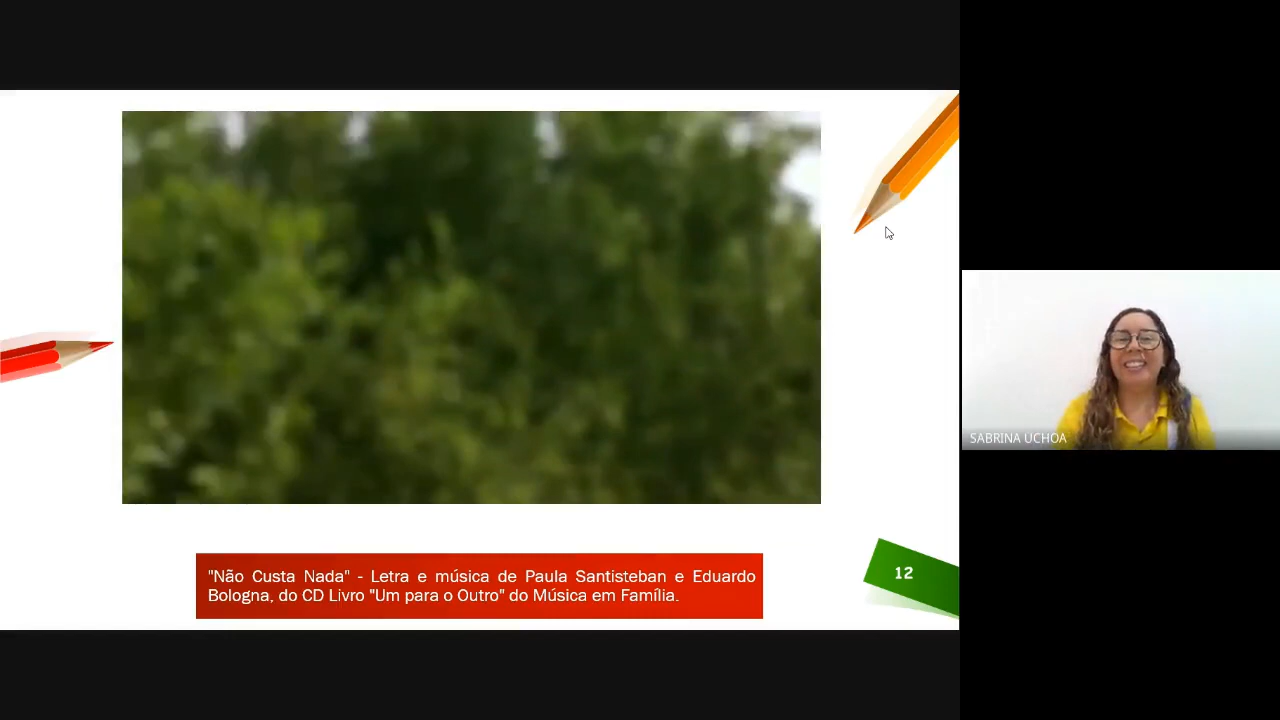 SABRINA UCHOA
"Não Custa Nada" - Letra e música de Paula Santisteban e Eduardo
Bologna, do CD Livro "Um para o Outro" do Música em Família.
12